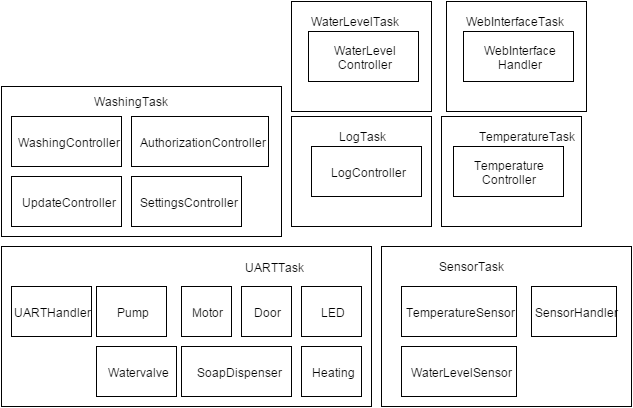 WaterLevelTask
WaterLevel
Controller
WebInterfaceTask
WebInterface
Handler
WashingTask
WashingController
AuthorizationController
UpdateController
SettingsController
LogTask
LogController
TemperatureTask
Temperature
Controller
UARTTask
UARTHandler
Pump
Motor
Door
LED
Watervalve
SoapDispenser
Heating
SensorTask
TemperatureSensor
SensorHandler
WaterLevelSensor